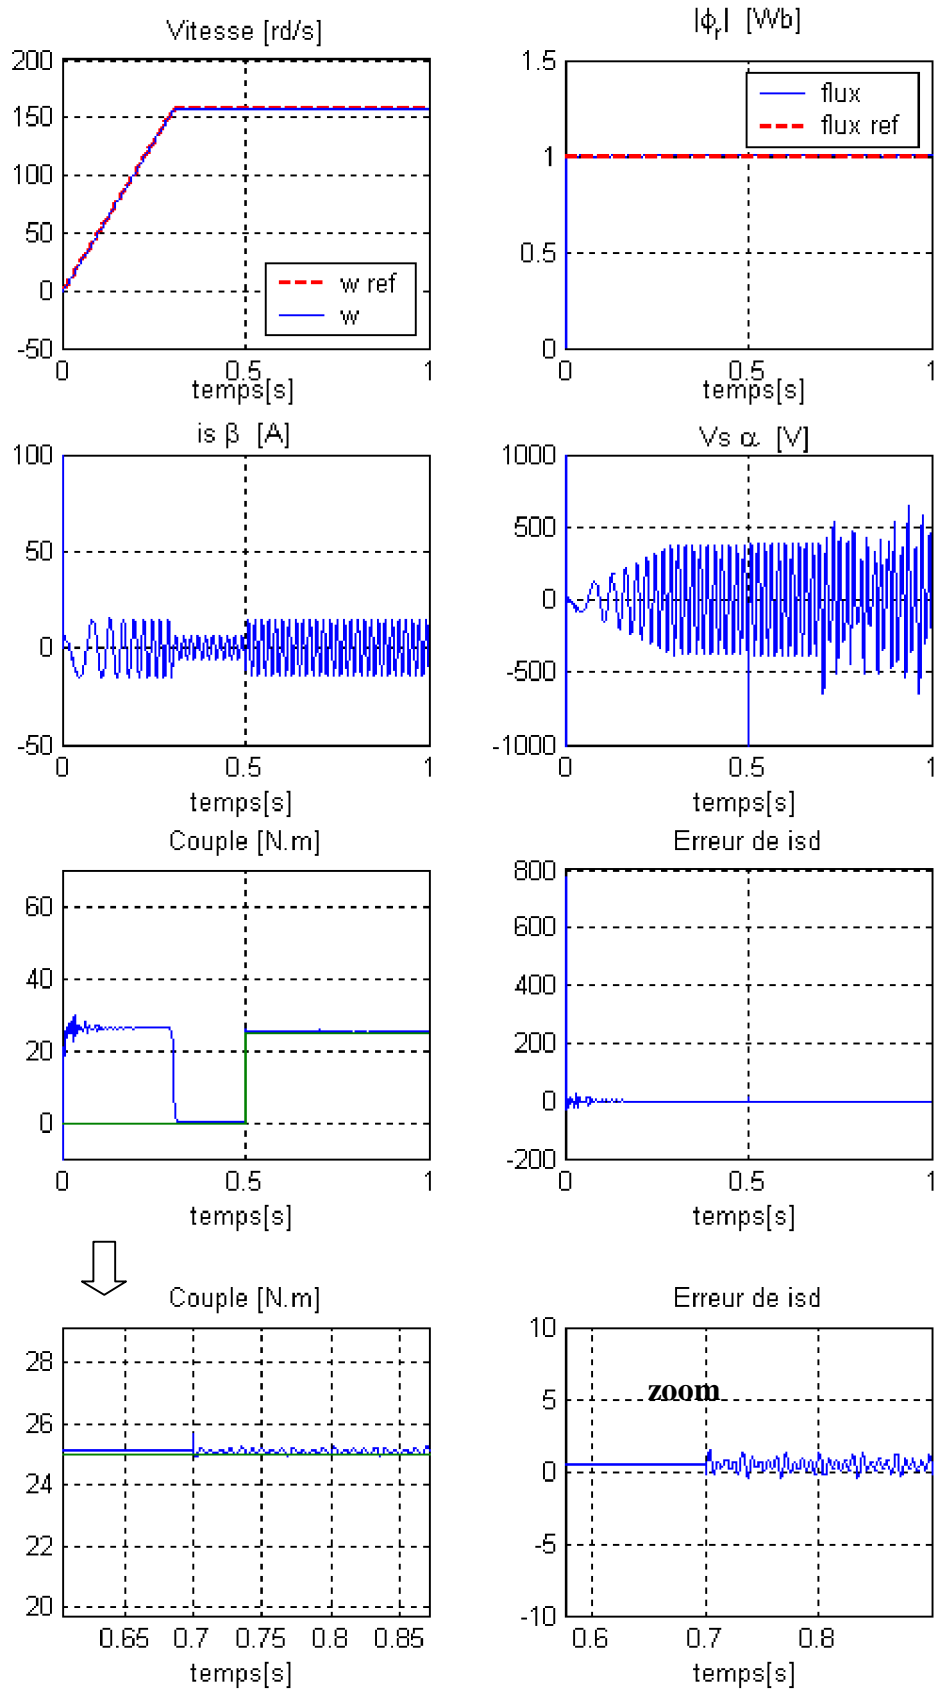 Vitesse [rd/s]
200
150
100
50
0
-50
w ref
w
0 0.5 1
temps[s]
|ϕr| [Wb]
1.5
1
0.5
0
flux
flux ref
0 0.5 1
temps[s]
is β [A]
100
50
0
-50
0 0.5 1
temps[s]
Vs α [V]
1000
500
0
-500
-1000
0 0.5 1
temps[s]
Couple [N.m]
60
40
20
0
0 0.5 1
temps[s]
Erreur de isd
800
600
400
200
0
-200
0 0.5 1
temps[s]
Couple [N.m]
28
26
24
22
20
0.65 0.7 0.75 0.8 0.85
temps[s]
Erreur de isd
10
zoom
5
0
-5
-10
0.6 0.7 0.8
temps[s]